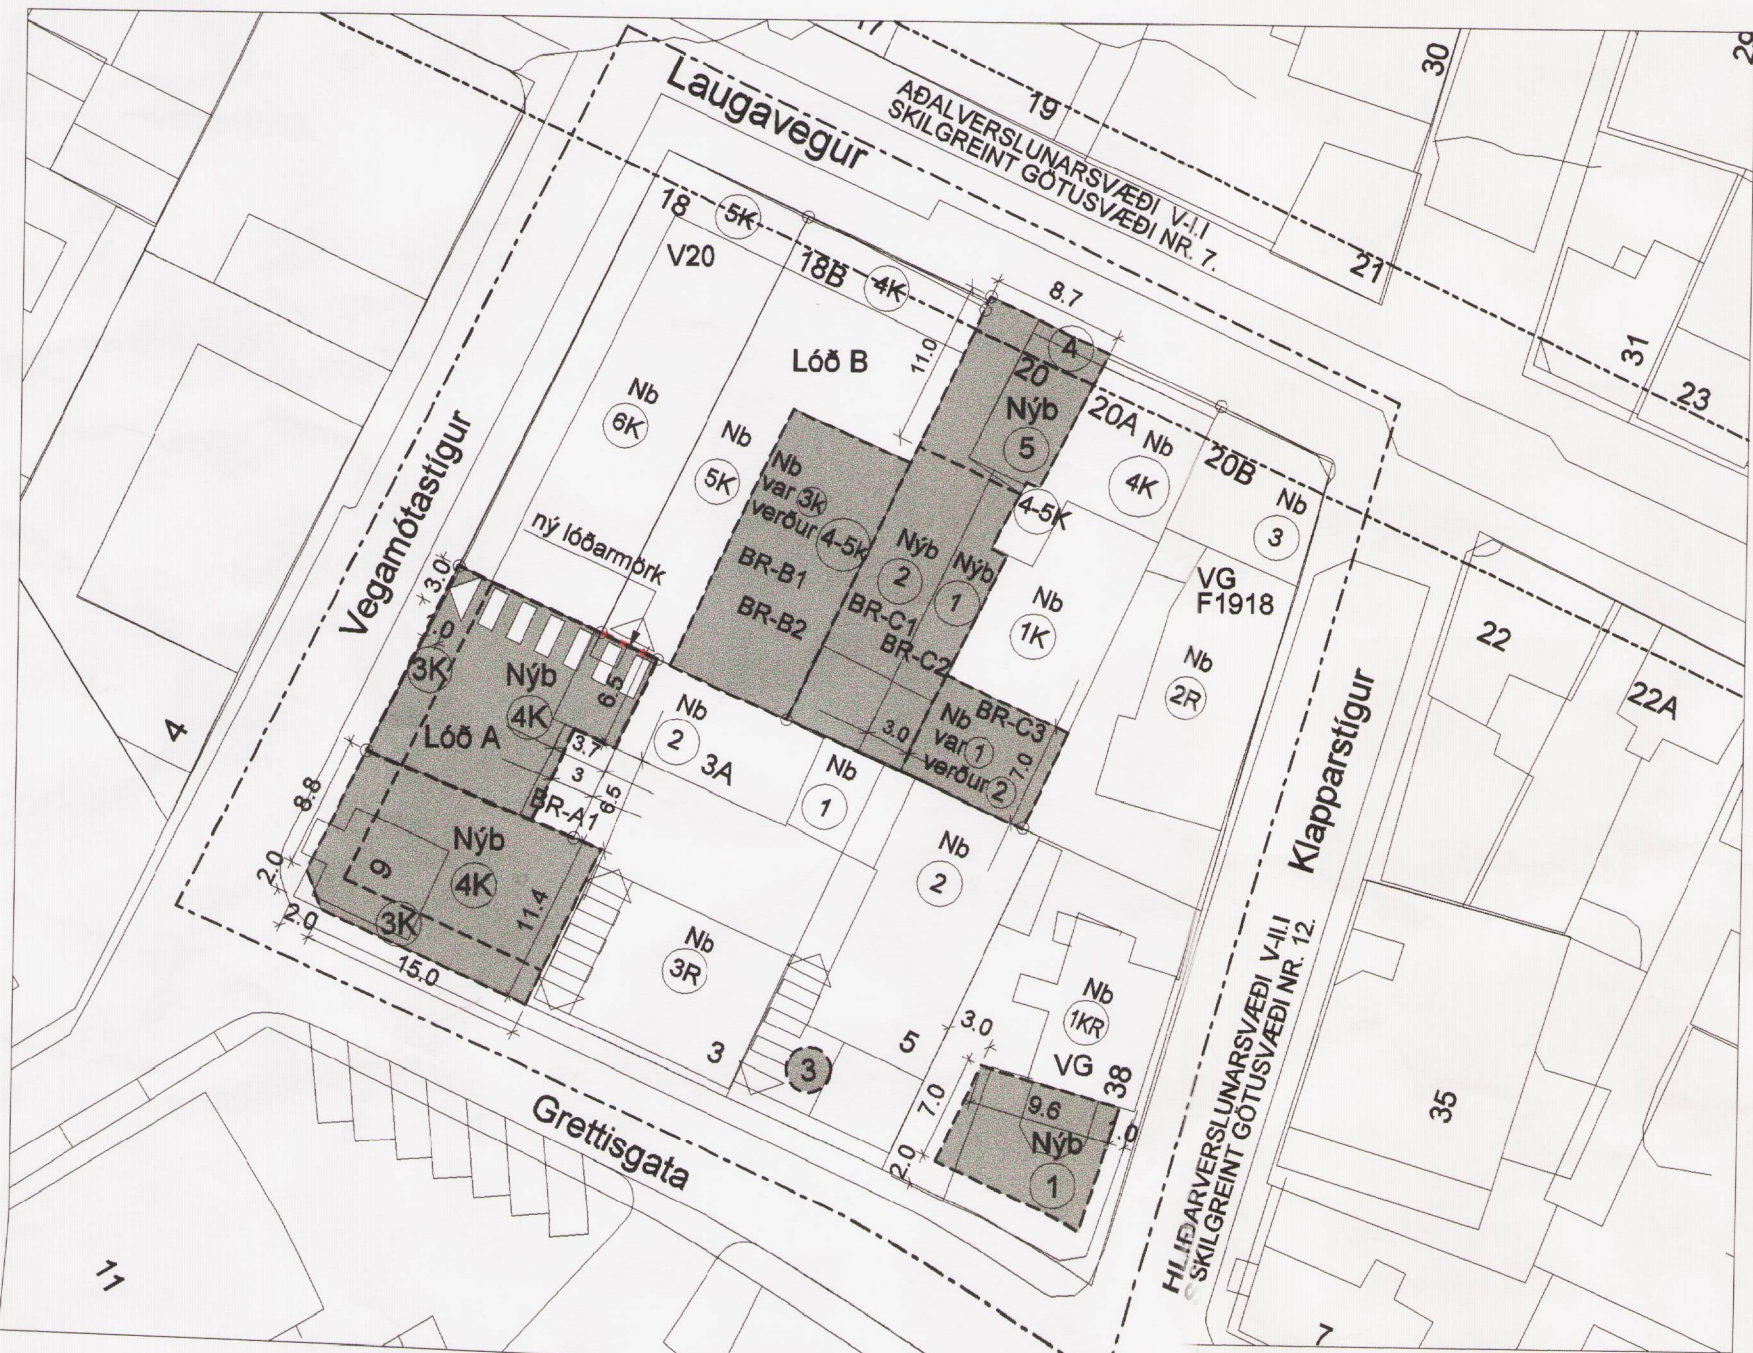 17
19
30
29
Laugavegur
AÐALVERSLUNARSVÆÐI V-I.I
SKILGREINT GÖTUSVÆÐI NR. 7.
21
31
23
18
5K
V20
18B
4K
8.7
11.0
Lóð B
4
20
Nýb
5
20A
Nb
4K
20B
Nb
3
Nb
6K
Nb
5K
Nb
var 3k
verður 4-5k
4-5K
BR-B1
BR-B2
Nýb
2
Nýb
1
BR-C1
BR-C2
Nb
1K
VG
F1918
Nb
2R
22
22A
Vegamótastígur
ný lóðarmörk
3.0
.0
3K
Nýb
4K
Lóð A
6.5
3.7
3
6.5
BR-A1
Nb
2
3A
Nb
1
3.0
BR-C3
Nb
var 1
verður 2
7.0
4
8.8
2.0
2.0
9
Nýb
4K
3K
11.4
15.0
Nb
3R
3
3
Nb
2
5
Nb
1KR
VG
38
3.0
7.0
9.6
1.0
2.0
Nýb
1
Klapparstígur
HLIÐARVERSLUNARSVÆÐI V-II.I
SKILGREINT GÖTUSVÆÐI NR. 12.
35
Grettisgata
11
7